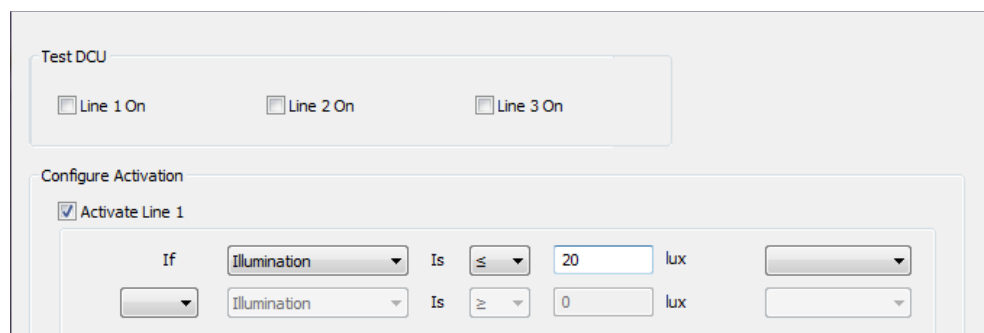 Test DCU
Line 1 On Line 2 On Line 3 On
Configure Activation
Activate Line 1
If Illumination Is ≤ 20 lux
Illumination Is ≥ 0 lux